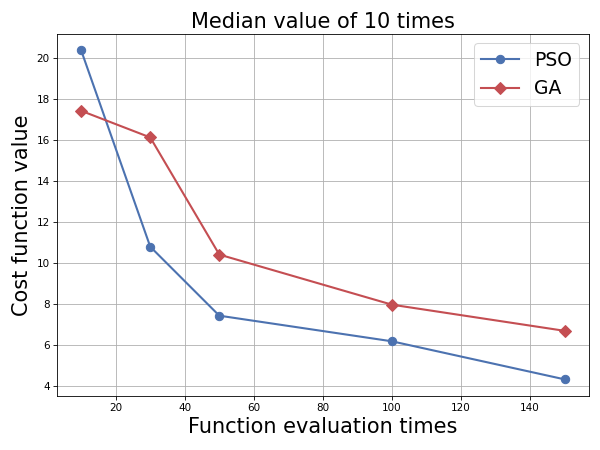 Median value of 10 times
PSO
GA
Cost function value
20
18
16
14
12
10
8
6
4
20 40 60 80 100 120 140
Function evaluation times